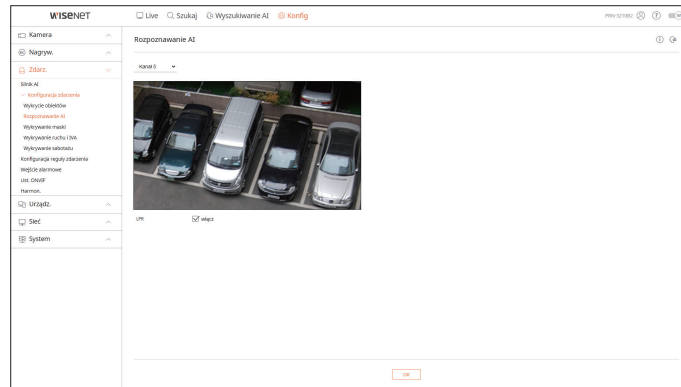 WISENET
Live Szukaj Wyszukiwanie AI Konfig
Kamera
Nagryw.
Zdarz.
Silnik AI
Konfiguracja zdarzenia
Wykrycie obiektów
Rozpoznawanie AI
Wykrywanie maski
Wykrywanie ruchu i IVA
Wykrywanie sabotażu
Konfiguracja reguły zdarzenia
Wejście alarmowe
Ust. ONVIF
Harmon.
Urządz.
Sieć
System
Rozpoznawanie AI
Kanał 6
LPR włącz
OK